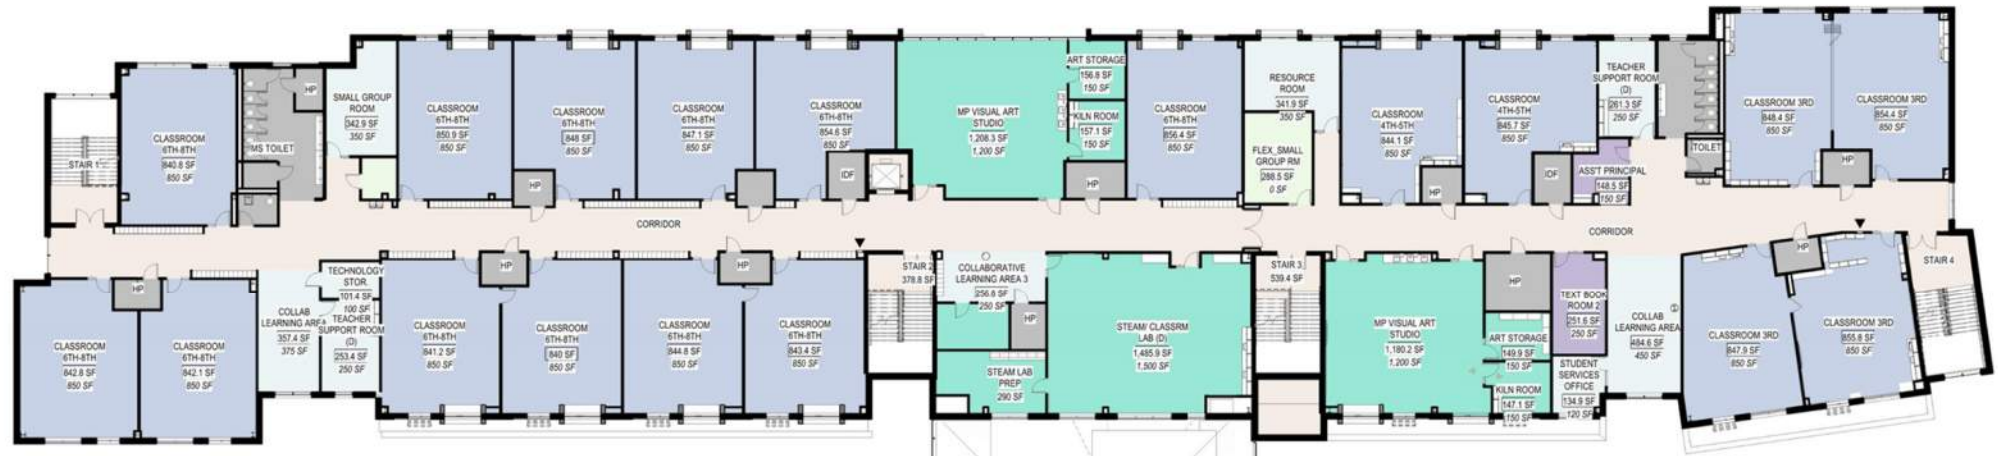 STAIR 1
CLASSROOM
6TH-8TH
840.8 SF
850 SF
MS TOILET
HP
SMALL GROUP
ROOM
342.9 SF
350 SF
CLASSROOM
6TH-8TH
850.9 SF
850 SF
CLASSROOM
6TH-8TH
848 SF
850 SF
HP
CLASSROOM
6TH-8TH
847.1 SF
850 SF
CLASSROOM
6TH-8TH
854.6 SF
850 SF
IDF
MP VISUAL ART
STUDIO
1,208.3 SF
1,200 SF
ART STORAGE
156.8 SF
150 SF
KILN ROOM
157.1 SF
150 SF
HP
CLASSROOM
6TH-8TH
856.4 SF
850 SF
RESOURCE
ROOM
341.9 SF
350 SF
FLEX_SMALL
GROUP RM
288.5 SF
0 SF
CLASSROOM
4TH-5TH
844.1 SF
850 SF
HP
CLASSROOM
4TH-5TH
845.7 SF
850 SF
IDF
TEACHER
SUPPORT ROOM
(D)
261.3 SF
250 SF
ASS'T PRINCIPAL
148.5 SF
150 SF
TOILET
CLASSROOM 3RD
848.4 SF
850 SF
CLASSROOM 3RD
854.4 SF
850 SF
HP
CORRIDOR
CORRIDOR
CLASSROOM
6TH-8TH
842.8 SF
850 SF
HP
CLASSROOM
6TH-8TH
842.1 SF
850 SF
COLLAB
LEARNING AREA
357.4 SF
375 SF
TECHNOLOGY
STOR.
101.4 SF
100 SF
TEACHER
SUPPORT ROOM
(D)
253.4 SF
250 SF
CLASSROOM
6TH-8TH
841.2 SF
850 SF
HP
CLASSROOM
6TH-8TH
840 SF
850 SF
CLASSROOM
6TH-8TH
844.8 SF
850 SF
HP
CLASSROOM
6TH-8TH
843.4 SF
850 SF
STAIR 2
378.8 SF
COLLABORATIVE
LEARNING AREA 3
256.8 SF
250 SF
HP
STEAM LAB
PREP
290 SF
STEAM/ CLASSRM
LAB (D)
1,485.9 SF
1,500 SF
STAIR 3
539.4 SF
MP VISUAL ART
STUDIO
1,180.2 SF
1,200 SF
HP
ART STORAGE
149.9 SF
150 SF
KILN ROOM
147.1 SF
150 SF
TEXT BOOK
ROOM 2
251.6 SF
250 SF
STUDENT
SERVICES
OFFICE
134.9 SF
120 SF
COLLAB
LEARNING AREA
484.6 SF
450 SF
CLASSROOM 3RD
847.9 SF
850 SF
HP
CLASSROOM 3RD
855.8 SF
850 SF
STAIR 4